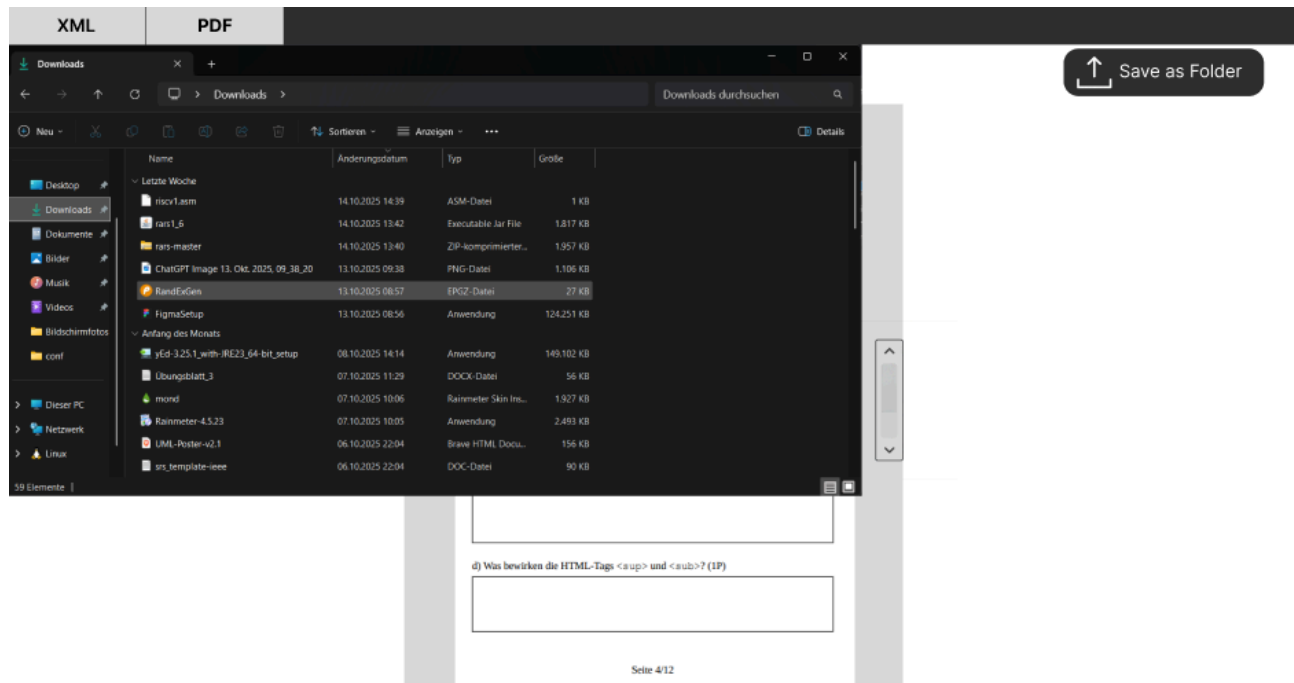 XML PDF
Downloads
Save as Folder
Downloads
Downloads durchsuchen
Neu
Sortieren
Anzeigen
Details
Name Änderungsdatum Typ Größe
Desktop
Downloads
Dokumente
Bilder
Musik
Videos
Bildschirmfotos
conf
Dieser PC
Netzwerk
Linux
Letzte Woche
riscv1.asm 14.10.2025 14:39 ASM-Datei 1 KB
rars1_6 14.10.2025 13:42 Executable Jar File 1.817 KB
rars-master 14.10.2025 13:40 ZIP-komprimierter... 1.957 KB
ChatGPT Image 13. Okt. 2025, 09_38_20 13.10.2025 09:38 PNG-Datei 1.106 KB
RandExGen 13.10.2025 08:57 EPGZ-Datei 27 KB
FigmaSetup 13.10.2025 08:56 Anwendung 124.251 KB
Anfang des Monats
yEd-3.25.1_with-JRE23_64-bit_setup 08.10.2025 14:14 Anwendung 149.102 KB
Übungsblatt_3 07.10.2025 11:29 DOCX-Datei 56 KB
mond 07.10.2025 10:06 Rainmeter Skin Ins... 1.927 KB
Rainmeter-4.5.23 07.10.2025 10:05 Anwendung 2.493 KB
UML-Poster-v2.1 06.10.2025 22:04 Brave HTML Docu... 156 KB
srs_template-ieee 06.10.2025 22:04 DOC-Datei 90 KB
59 Elemente
d) Was bewirken die HTML-Tags <sup> und <sub>? (1P)
Seite 4/12